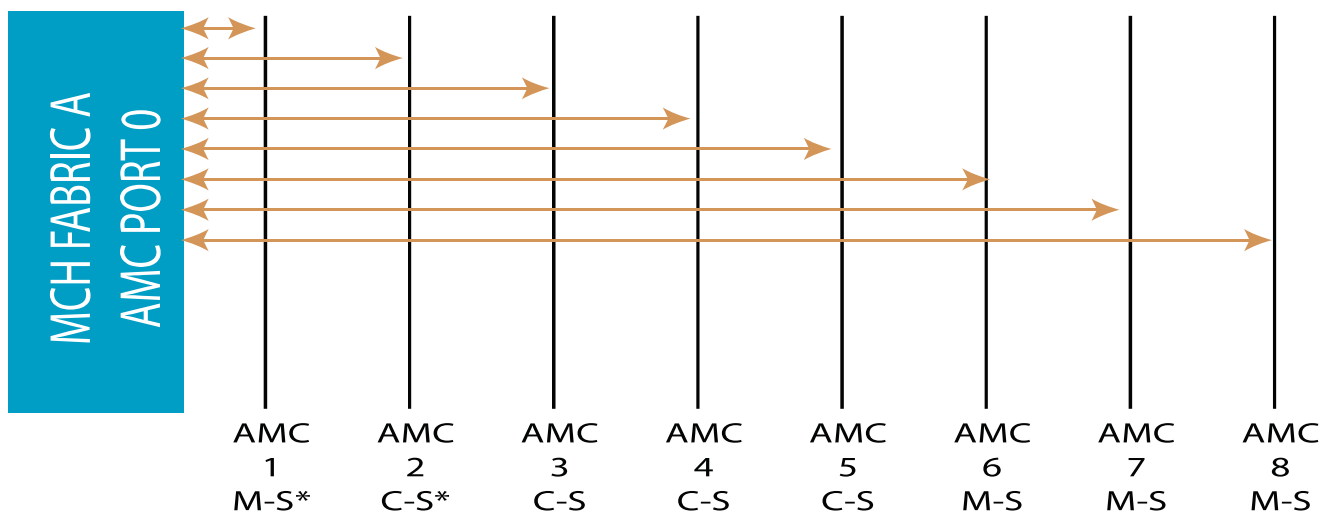 MCH FABRIC A
AMC PORT 0
AMC AMC AMC AMC AMC AMC AMC AMC
1 2 3 4 5 6 7 8
M-S* C-S* C-S C-S C-S M-S M-S M-S